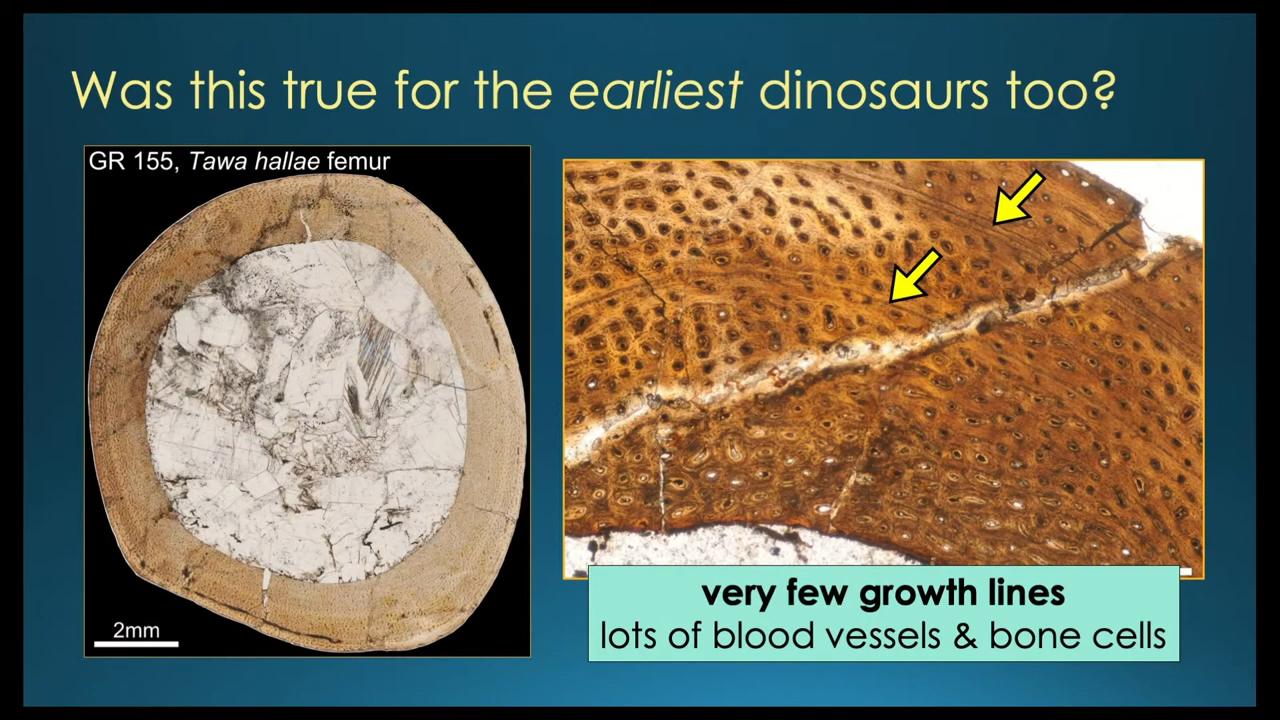 Was this true for the earliest dinosaurs too?
GR 155, Tawa hallae femur
2mm
very few growth lines
lots of blood vessels & bone cells